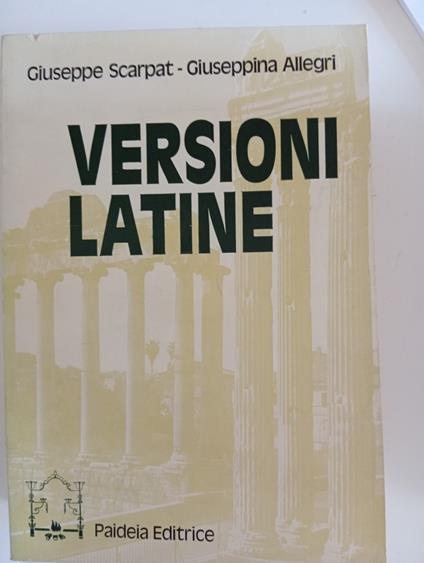 Giuseppe Scarpat - Giuseppina Allegri
VERSIONI
LATINE
Paideia Editrice